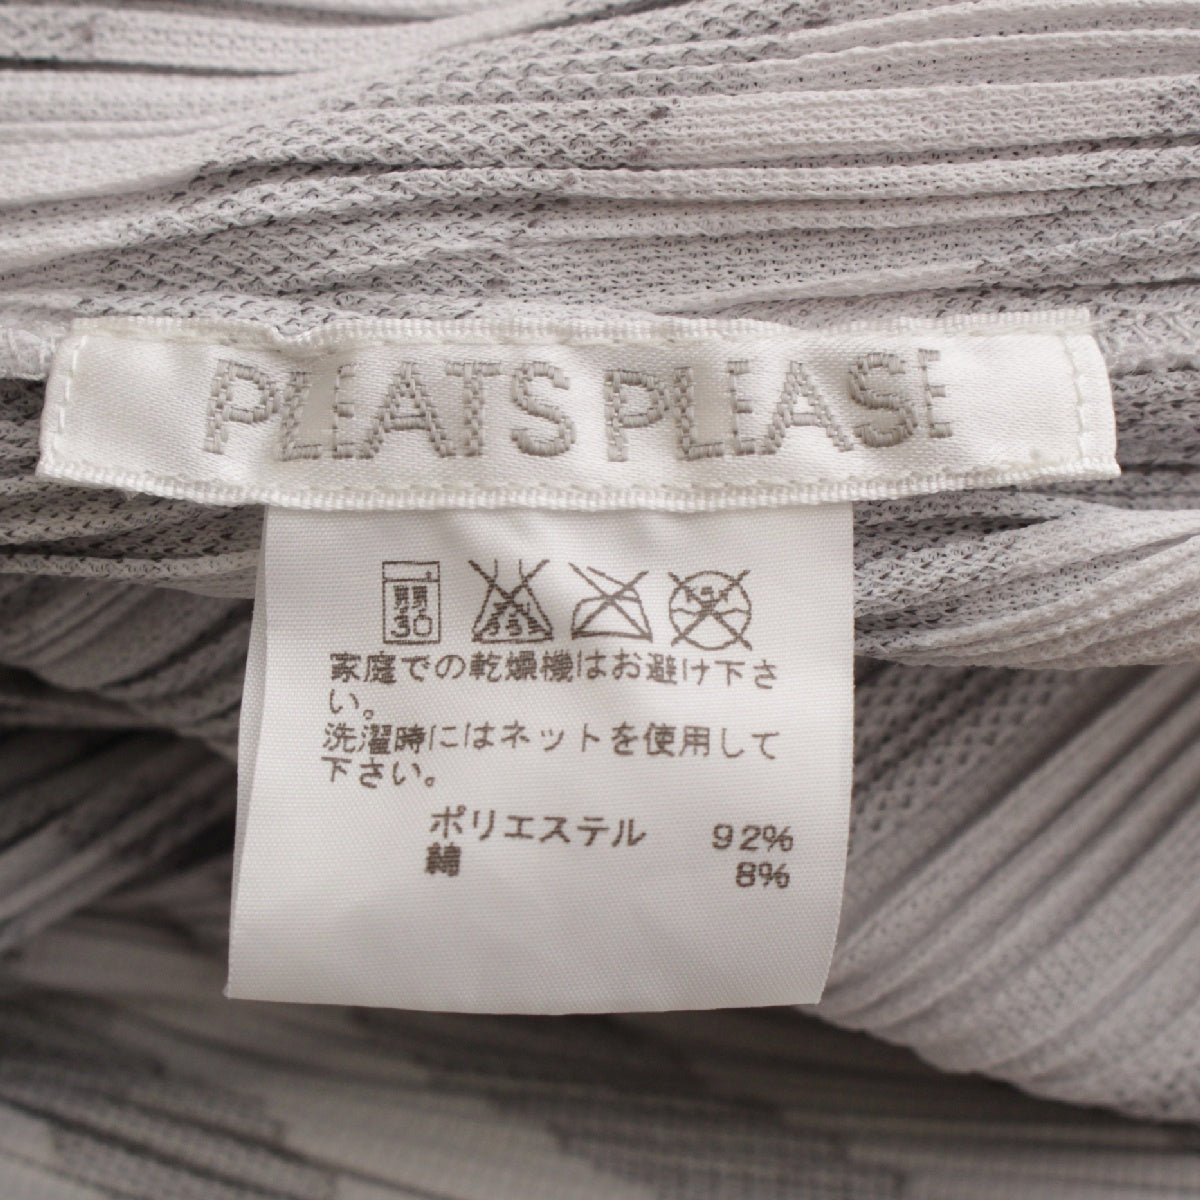 PLEATS PLEASE
弱
30
家庭での乾燥機はお避け下さ
い。
洗濯時にはネットを使用して
下さい。
ポリエステル 92%
綿 8%